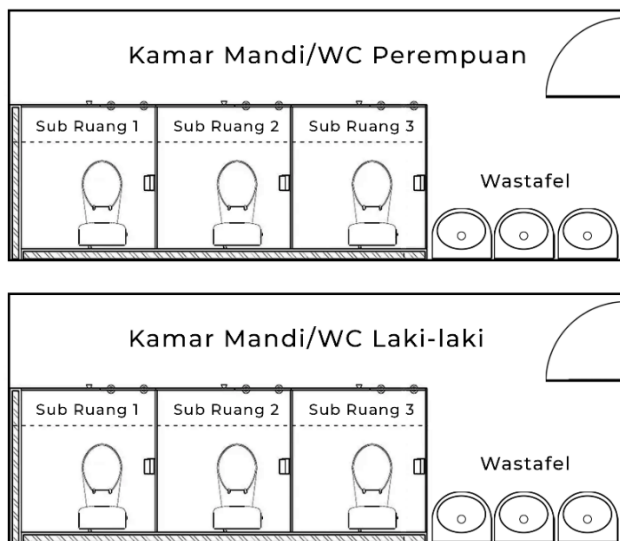 Kamar Mandi/WC Perempuan
Sub Ruang 1
Sub Ruang 2
Sub Ruang 3
Wastafel
Kamar Mandi/WC Laki-laki
Sub Ruang 1
Sub Ruang 2
Sub Ruang 3
Wastafel